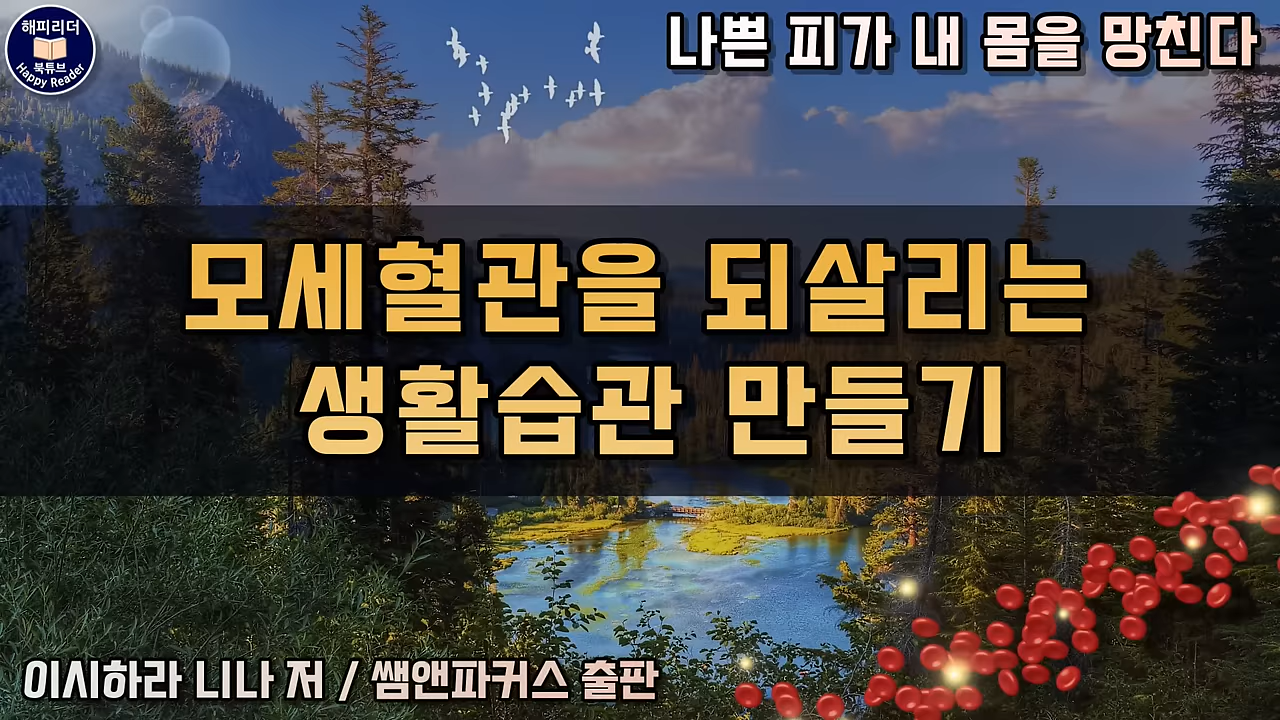 해피리더
북튜브
Happy Reader
나쁜 피가 내 몸을 망친다
모세혈관을 되살리는
생활습관 만들기
이시하라 니나 저 / 쌤앤파커스 출판